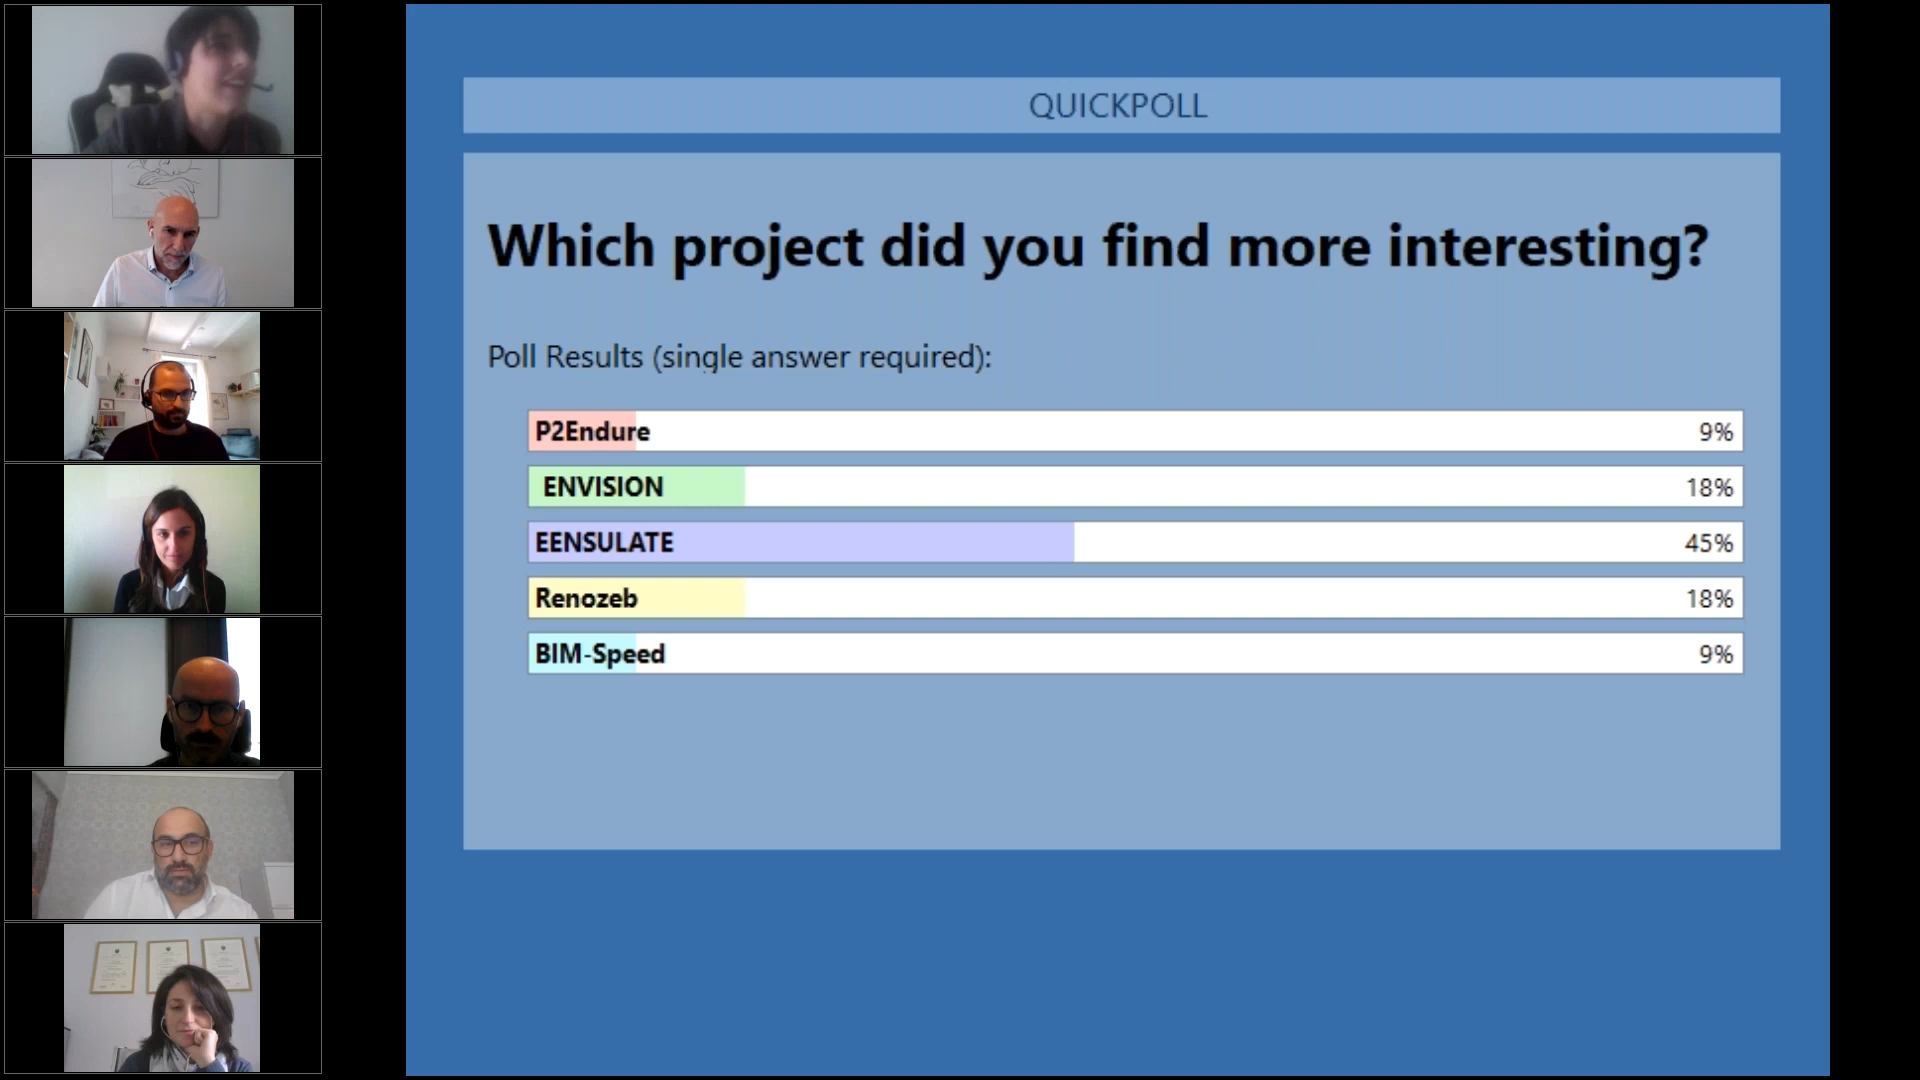 QUICKPOLL
Which project did you find more interesting?
Poll Results (single answer required):
P2Endure 9%
ENVISION 18%
EENSULATE 45%
Renozeb 18%
BIM-Speed 9%